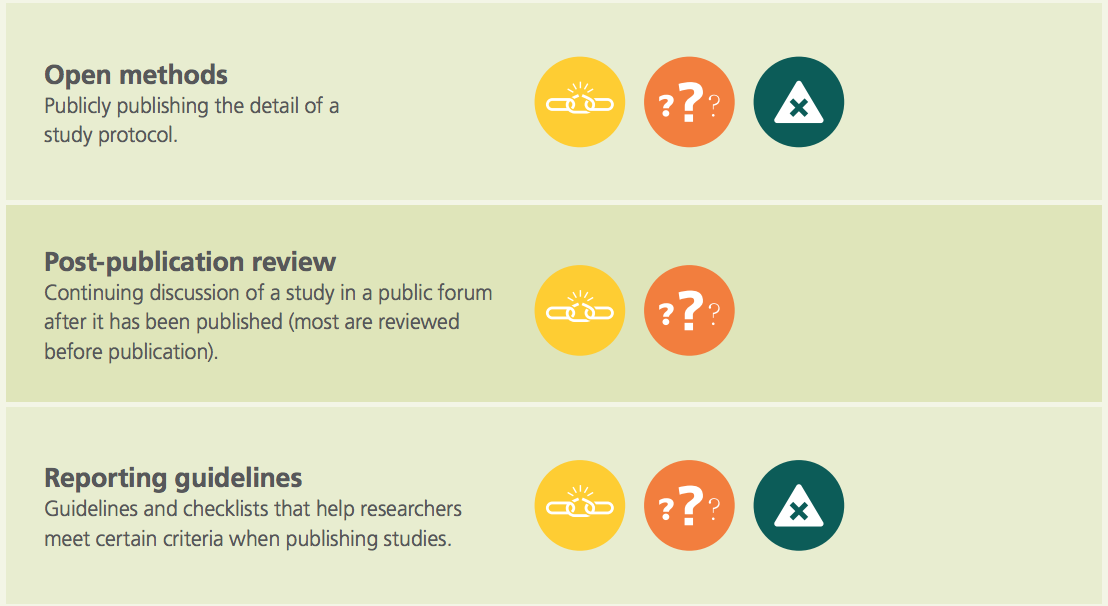 Open methods
Publicly publishing the detail of a
study protocol.
???
Post-publication review
Continuing discussion of a study in a public forum
after it has been published (most are reviewed
before publication).
???
Reporting guidelines
Guidelines and checklists that help researchers
meet certain criteria when publishing studies.
???